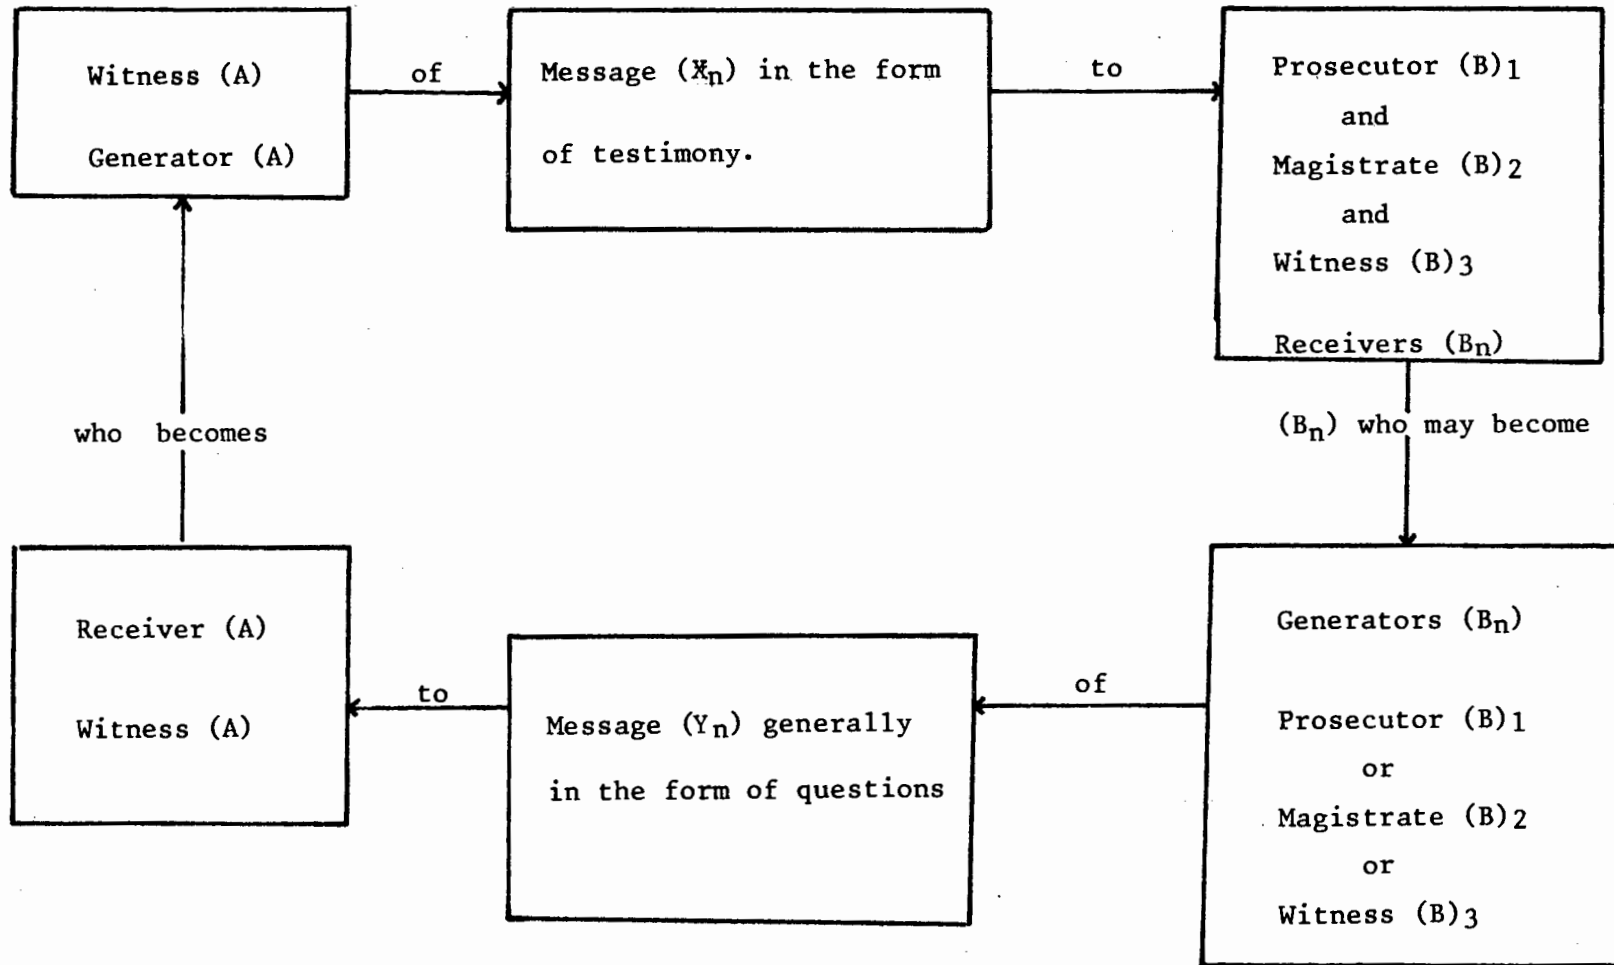 Witness (A)
Generator (A)
of
Message (Xn) in the form
of testimony.
to
Prosecutor (B)1
and
Magistrate (B)2
and
Witness (B)3
Receivers (Bn)
(Bn) who may become
Generators (Bn)
Prosecutor (B)1
or
Magistrate (B)2
or
Witness (B)3
of
Message (Yn) generally
in the form of questions
to
Receiver (A)
Witness (A)
who becomes